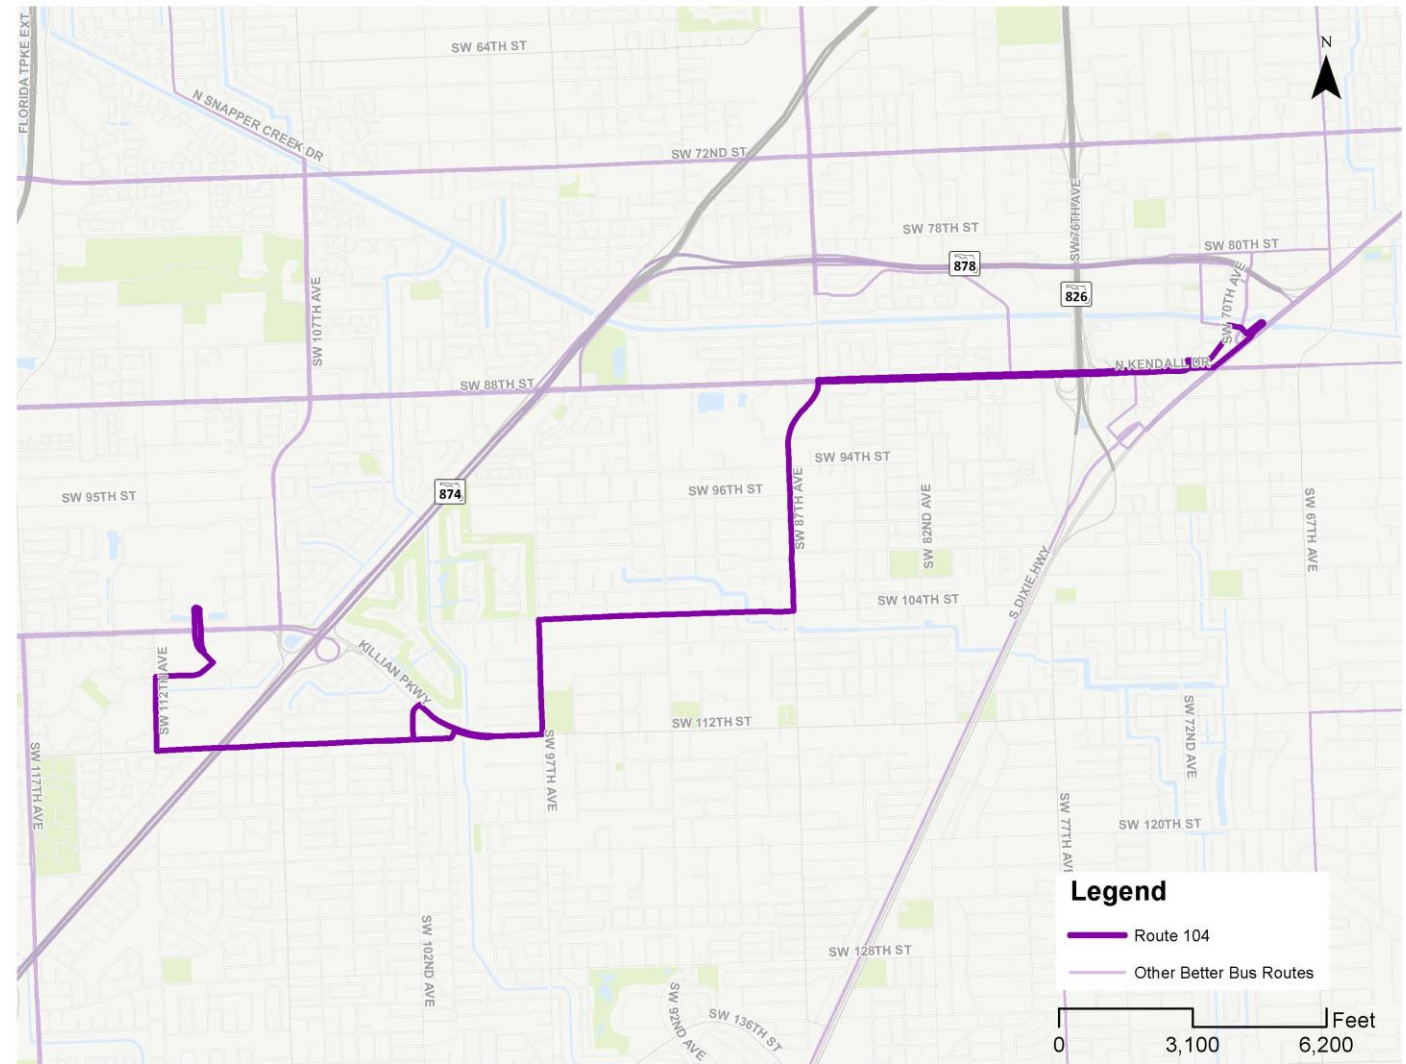 FLORIDA TPKE EXT
SW 64TH ST
N
N SNAPPER CREEK DR
SW 72ND ST
SW 76TH AVE
SW 78TH ST
SW 80TH ST
878
826
SW 70TH AVE
SW 107TH AVE
N KENDALL DR
SW 88TH ST
SW 94TH ST
SW 95TH ST
874
SW 96TH ST
SW 87TH AVE
SW 82ND AVE
SW 67TH AVE
S DIXIE HWY
SW 104TH ST
KILLIAN PKWY
SW 112TH AVE
SW 112TH ST
SW 72ND AVE
SW 117TH AVE
SW 97TH AVE
SW 77TH AVE
SW 120TH ST
SW 102ND AVE
SW 128TH ST
SW 92ND AVE
SW 136TH ST
Legend
Route 104
Other Better Bus Routes
Feet
0 3,100 6,200